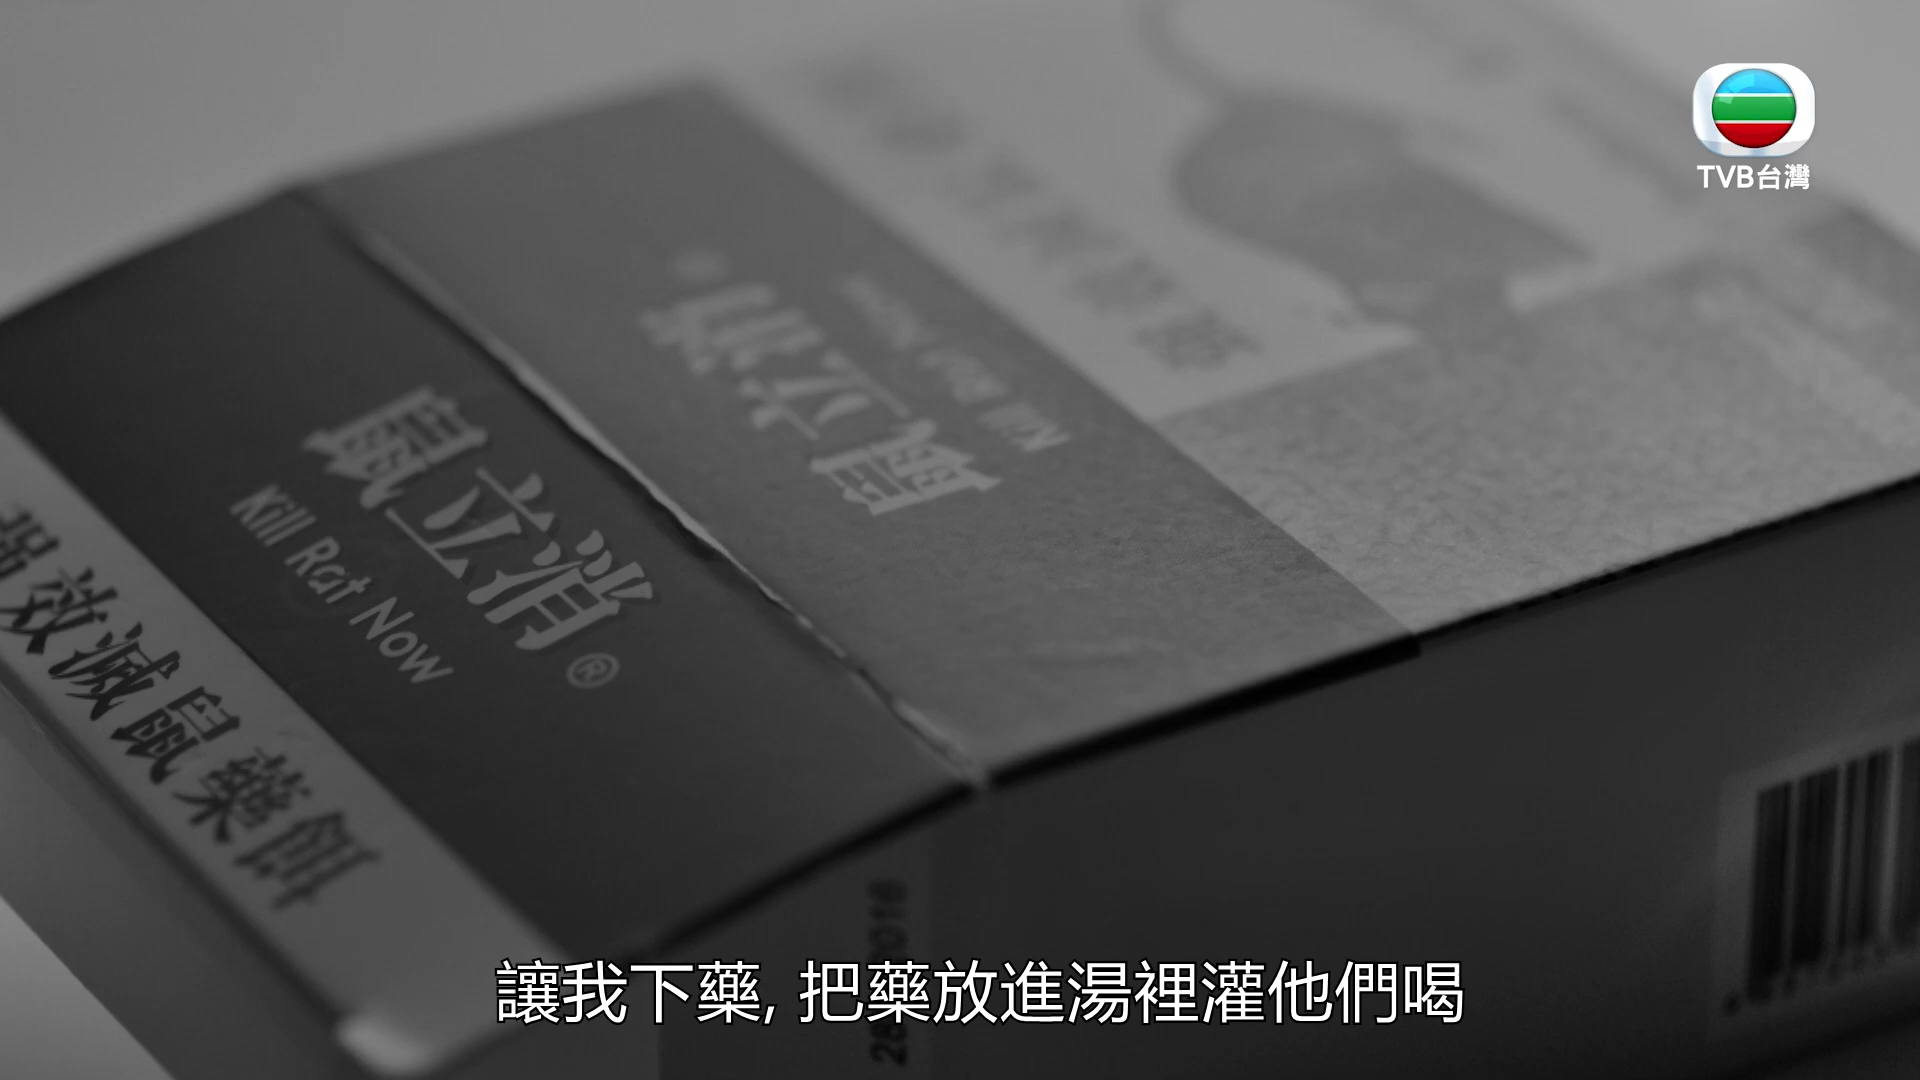 TVB台灣
鼠立消
Kill Rat Now
鼠立消®
Kill Rat Now
強效滅鼠藥餌
讓我下藥, 把藥放進湯裡灌他們喝